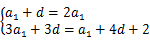 {a₁ + d = 2a₁
{3a₁ + 3d = a₁ + 4d + 2